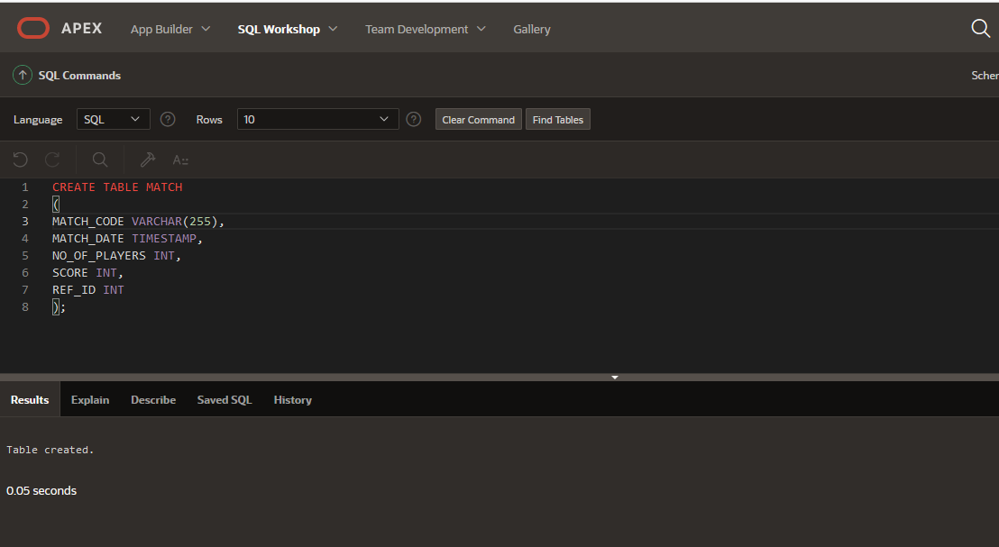 APEX App Builder SQL Workshop Team Development Gallery
SQL Commands Scher
Language SQL ? Rows 10 ? Clear Command Find Tables
A
1 CREATE TABLE MATCH
2 (
3 MATCH_CODE VARCHAR(255),
4 MATCH_DATE TIMESTAMP,
5 NO_OF_PLAYERS INT,
6 SCORE INT,
7 REF_ID INT
8 );
Results Explain Describe Saved SQL History
Table created.
0.05 seconds